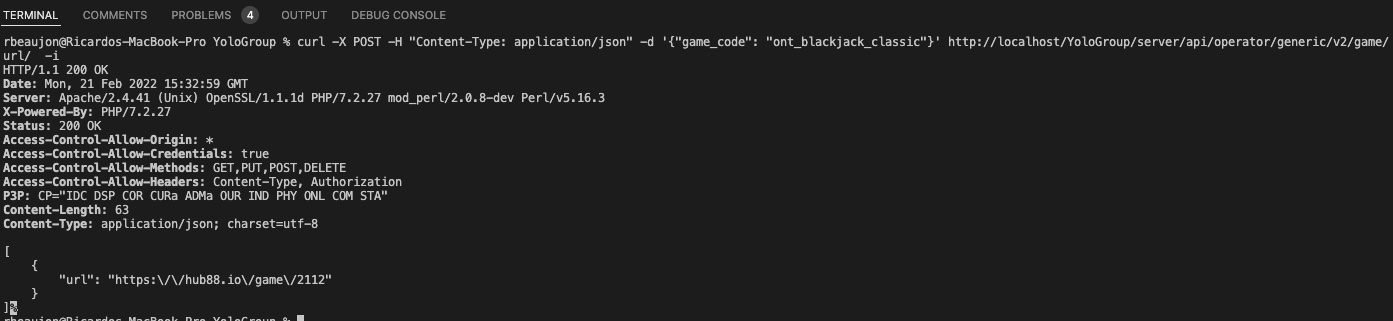 TERMINAL COMMENTS PROBLEMS 4 OUTPUT DEBUG CONSOLE
rbeaujon@Ricardos-MacBook-Pro YoloGroup % curl -X POST -H "Content-Type: application/json" -d '{"game_code": "ont_blackjack_classic"}' http://localhost/YoloGroup/server/api/operator/generic/v2/game/
url/  -i
HTTP/1.1 200 OK
Date: Mon, 21 Feb 2022 15:32:59 GMT
Server: Apache/2.4.41 (Unix) OpenSSL/1.1.1d PHP/7.2.27 mod_perl/2.0.8-dev Perl/v5.16.3
X-Powered-By: PHP/7.2.27
Status: 200 OK
Access-Control-Allow-Origin: *
Access-Control-Allow-Credentials: true
Access-Control-Allow-Methods: GET,PUT,POST,DELETE
Access-Control-Allow-Headers: Content-Type, Authorization
P3P: CP="IDC DSP COR CURa ADMa OUR IND PHY ONL COM STA"
Content-Length: 63
Content-Type: application/json; charset=utf-8
[
    {
        "url": "https:\/\/hub88.io\/game\/2112"
    }
]%
rbeaujon@Ricardos-MacBook-Pro YoloGroup %